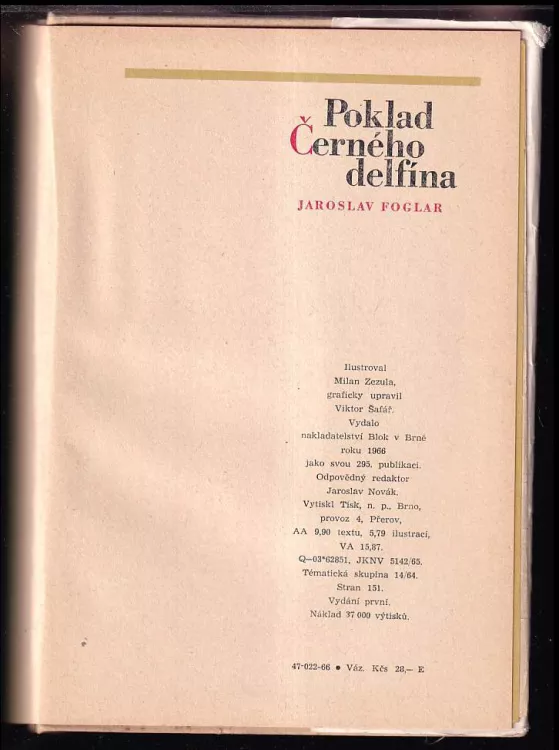 Poklad
Černého
delfína
JAROSLAV FOGLAR
Ilustroval
Milan Zezula,
graficky upravil
Viktor Šafář.
Vydalo
nakladatelství Blok v Brně
roku 1966
jako svou 295. publikaci.
Odpovědný redaktor
Jaroslav Novák.
Vytiskl Tisk, n. p., Brno,
provoz 4, Přerov,
AA 9,90 textu, 5,79 ilustrací,
VA 15,87.
Q—03*62851, JKNV 5142/65.
Tématická skupina 14/64.
Stran 151.
Vydání první.
Náklad 37 000 výtisků.
47-022-66 ● Váz. Kčs 28,— E